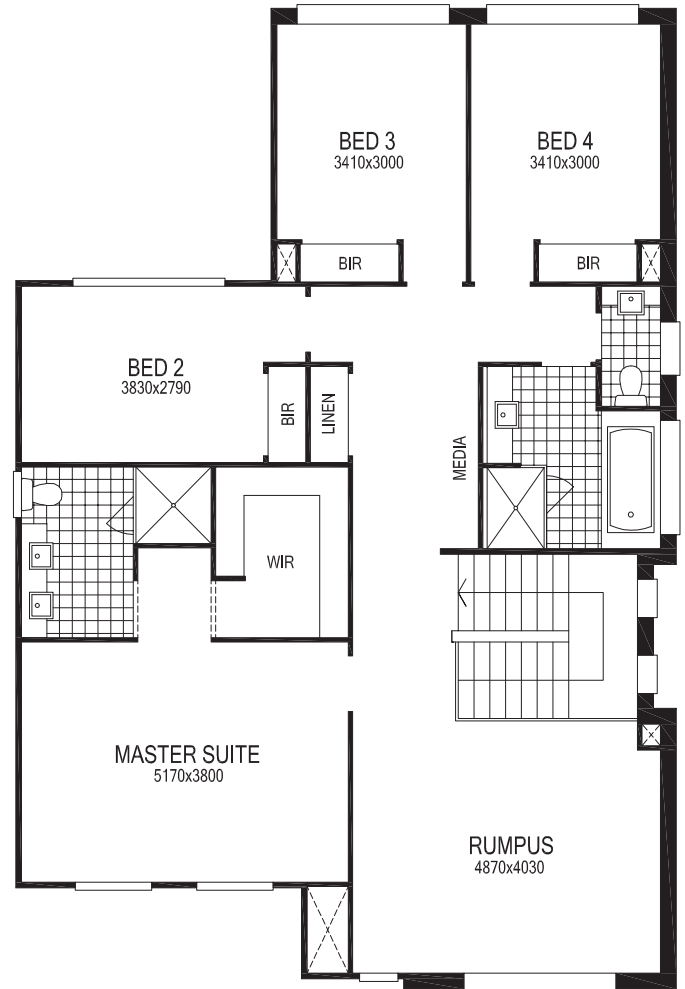 BED 3
3410x3000
BED 4
3410x3000
BIR
BIR
BED 2
3830x2790
BIR
LINEN
MEDIA
WIR
MASTER SUITE
5170x3800
RUMPUS
4870x4030